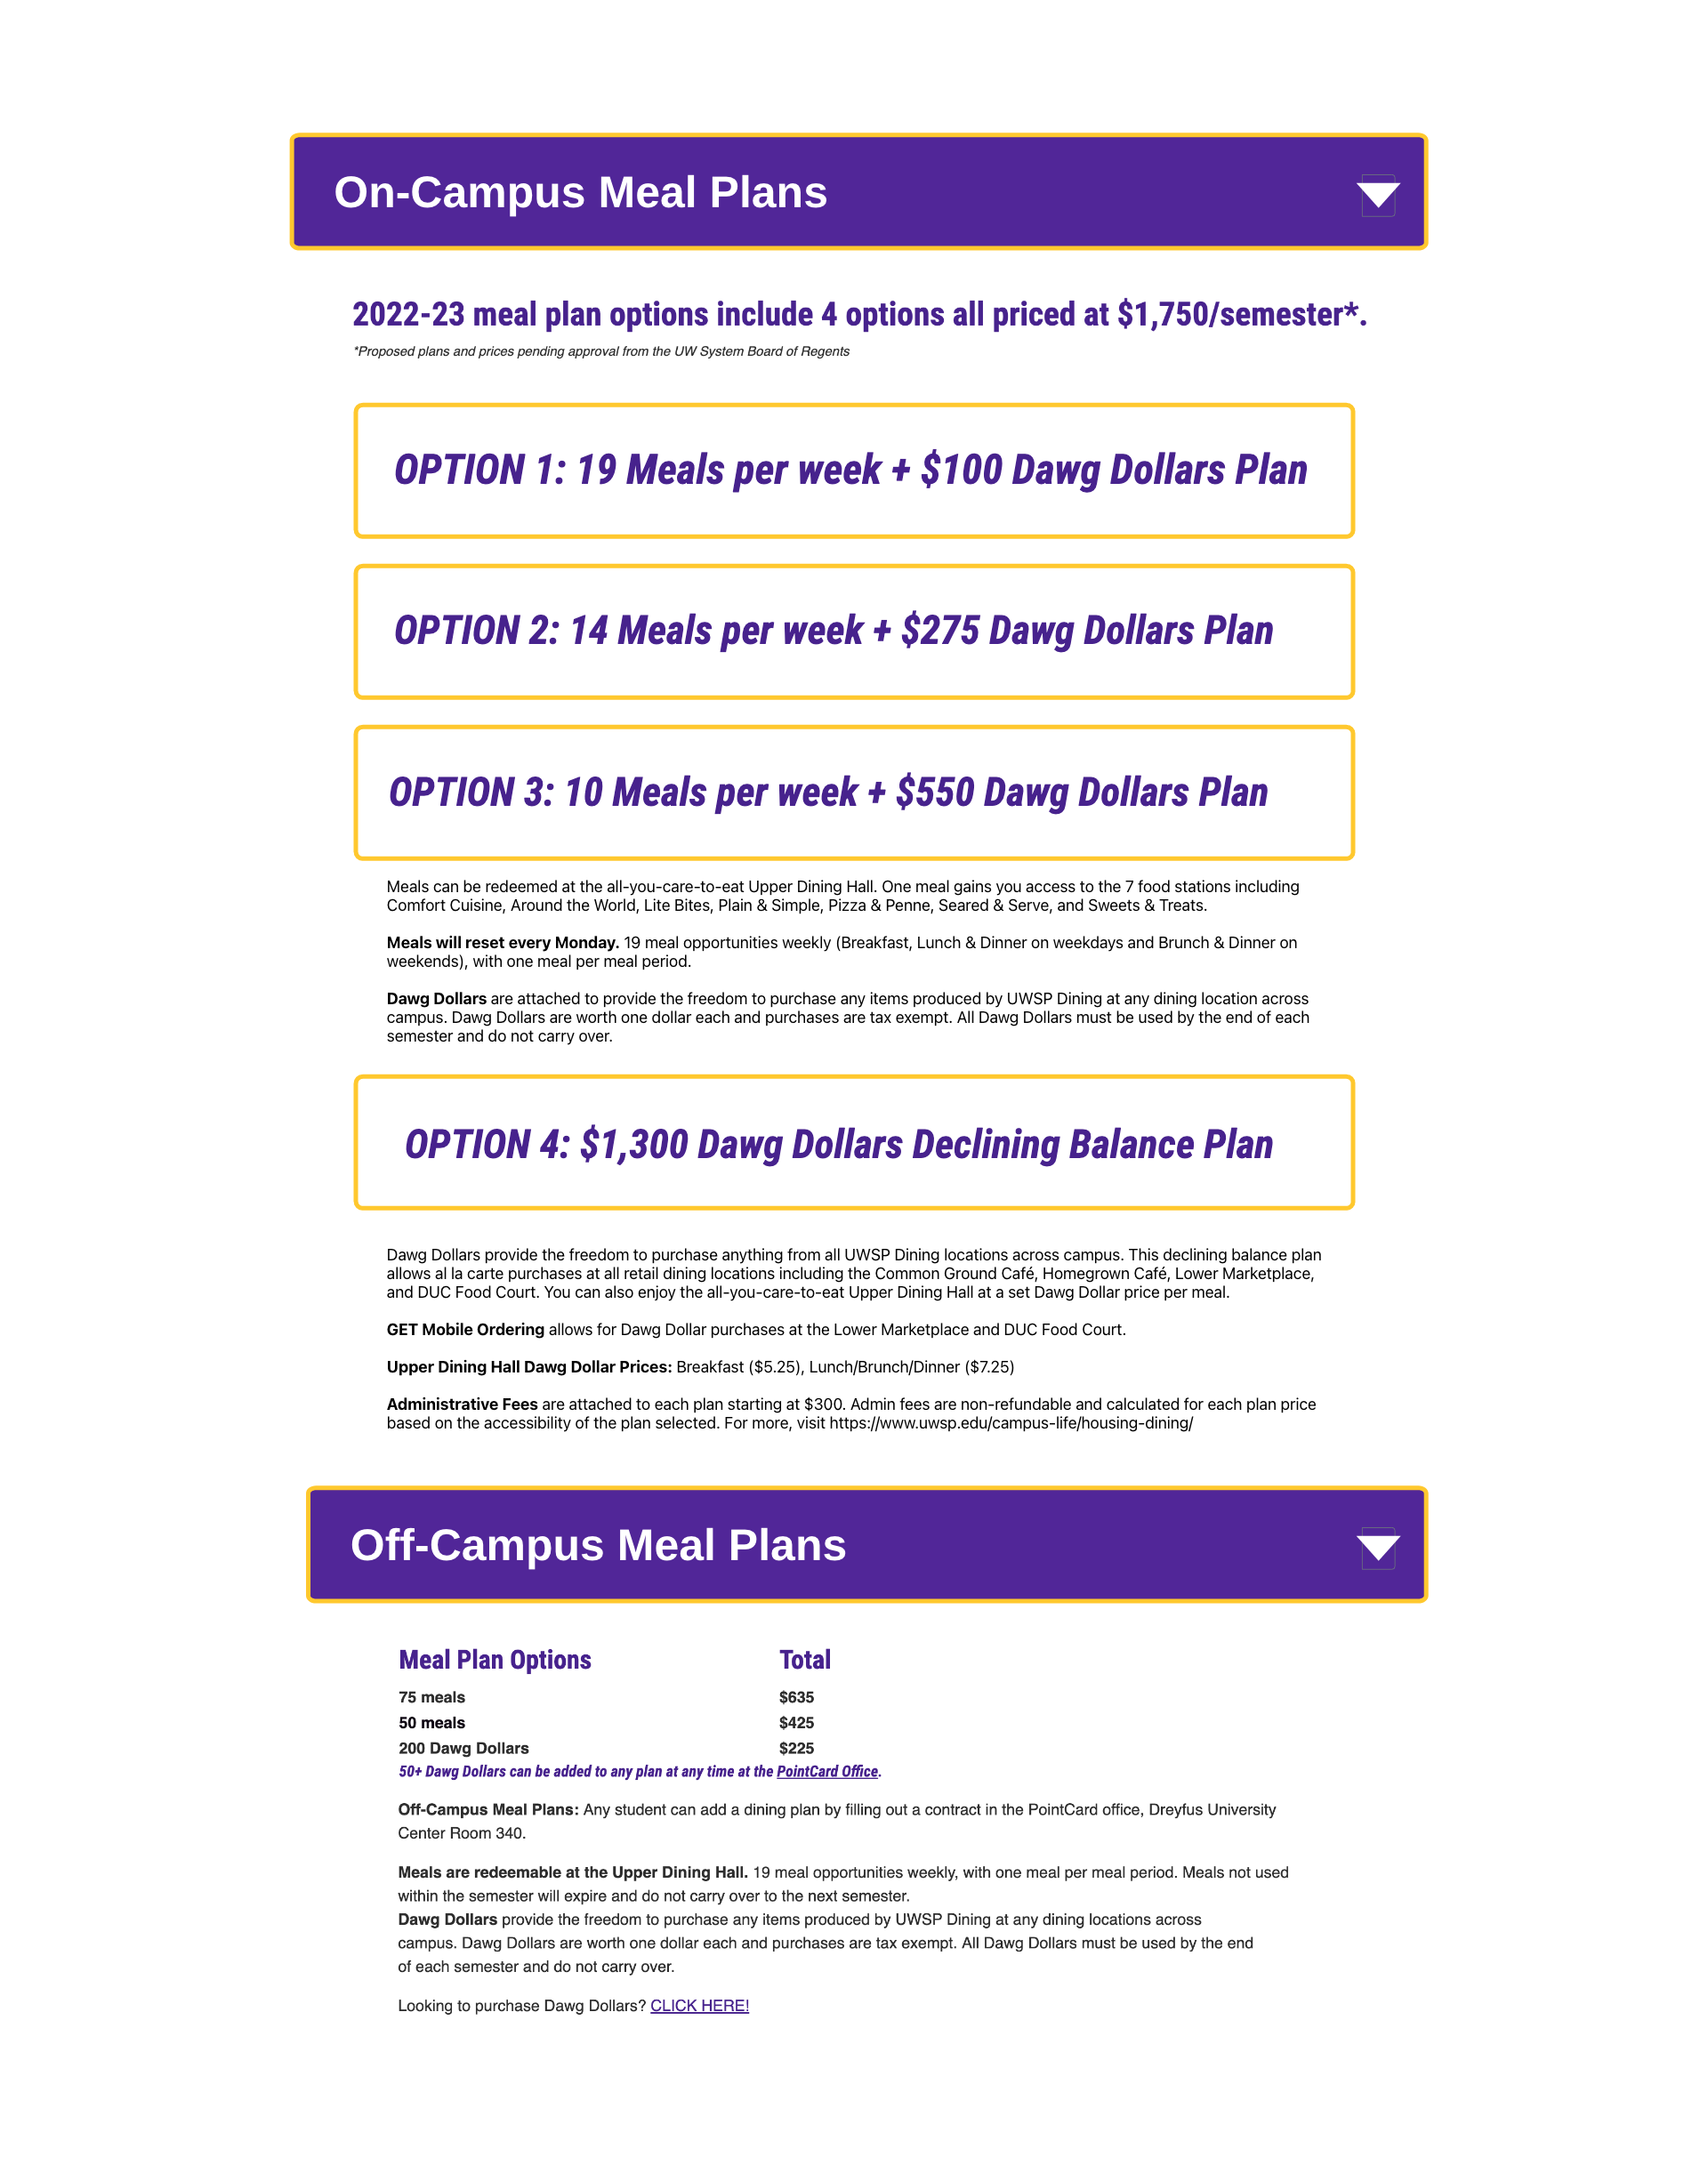 On-Campus Meal Plans
2022-23 meal plan options include 4 options all priced at $1,750/semester*.
*Proposed plans and prices pending approval from the UW System Board of Regents
OPTION 1: 19 Meals per week + $100 Dawg Dollars Plan
OPTION 2: 14 Meals per week + $275 Dawg Dollars Plan
OPTION 3: 10 Meals per week + $550 Dawg Dollars Plan
Meals can be redeemed at the all-you-care-to-eat Upper Dining Hall. One meal gains you access to the 7 food stations including
Comfort Cuisine, Around the World, Lite Bites, Plain & Simple, Pizza & Penne, Seared & Serve, and Sweets & Treats.
Meals will reset every Monday. 19 meal opportunities weekly (Breakfast, Lunch & Dinner on weekdays and Brunch & Dinner on
weekends), with one meal per meal period.
Dawg Dollars are attached to provide the freedom to purchase any items produced by UWSP Dining at any dining location across
campus. Dawg Dollars are worth one dollar each and purchases are tax exempt. All Dawg Dollars must be used by the end of each
semester and do not carry over.
OPTION 4: $1,300 Dawg Dollars Declining Balance Plan
Dawg Dollars provide the freedom to purchase anything from all UWSP Dining locations across campus. This declining balance plan
allows al la carte purchases at all retail dining locations including the Common Ground Café, Homegrown Café, Lower Marketplace,
and DUC Food Court. You can also enjoy the all-you-care-to-eat Upper Dining Hall at a set Dawg Dollar price per meal.
GET Mobile Ordering allows for Dawg Dollar purchases at the Lower Marketplace and DUC Food Court.
Upper Dining Hall Dawg Dollar Prices: Breakfast ($5.25), Lunch/Brunch/Dinner ($7.25)
Administrative Fees are attached to each plan starting at $300. Admin fees are non-refundable and calculated for each plan price
based on the accessibility of the plan selected. For more, visit https://www.uwsp.edu/campus-life/housing-dining/
Off-Campus Meal Plans
Meal Plan Options Total
75 meals $635
50 meals $425
200 Dawg Dollars $225
50+ Dawg Dollars can be added to any plan at any time at the PointCard Office.
Off-Campus Meal Plans: Any student can add a dining plan by filling out a contract in the PointCard office, Dreyfus University
Center Room 340.
Meals are redeemable at the Upper Dining Hall. 19 meal opportunities weekly, with one meal per meal period. Meals not used
within the semester will expire and do not carry over to the next semester.
Dawg Dollars provide the freedom to purchase any items produced by UWSP Dining at any dining locations across
campus. Dawg Dollars are worth one dollar each and purchases are tax exempt. All Dawg Dollars must be used by the end
of each semester and do not carry over.
Looking to purchase Dawg Dollars? CLICK HERE!